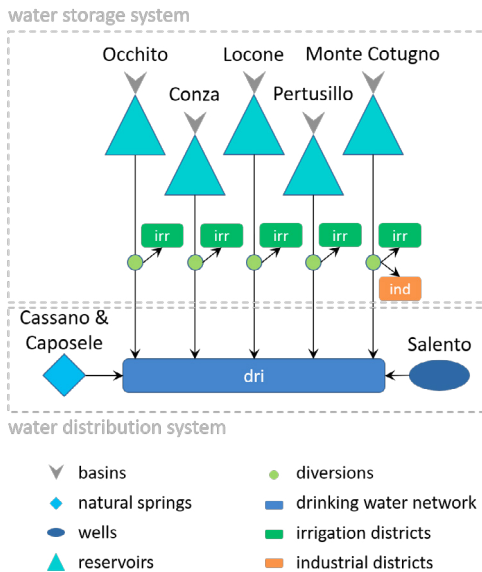 water storage system
Occhito
Locone
Monte Cotugno
Conza
Pertusillo
irr
irr
irr
irr
irr
ind
Cassano &
Caposele
Salento
dri
water distribution system
basins
diversions
natural springs
drinking water network
wells
irrigation districts
reservoirs
industrial districts